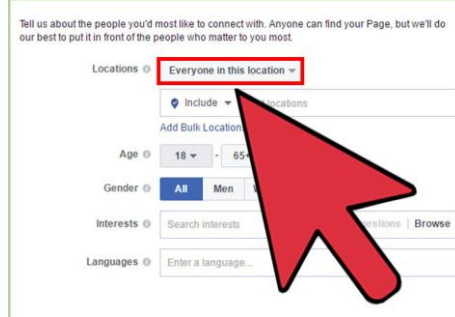 Tell us about the people you'd most like to connect with. Anyone can find your Page, but we'll do
our best to put it in front of the people who matter to you most.
Locations Everyone in this location
Include locations
Add Bulk Location
Age 18 - 65+
Gender All Men
Interests Search interests | Browse
Languages Enter a language...